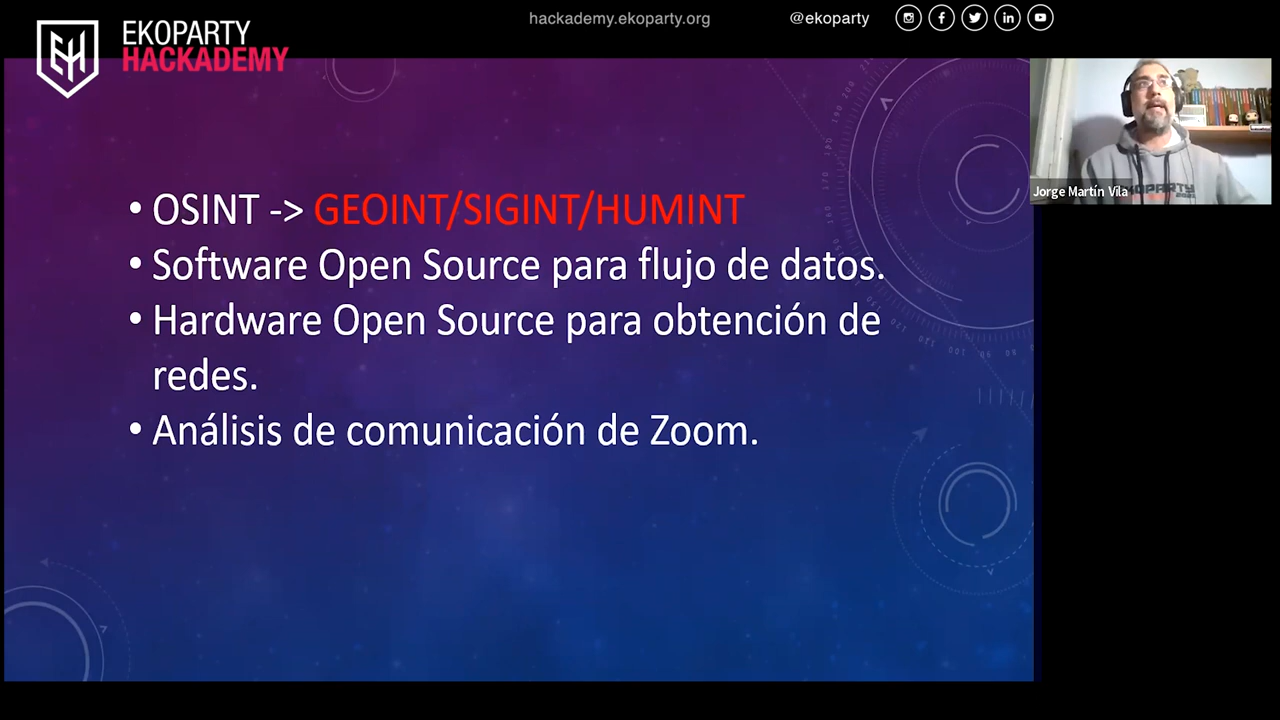 hackademy.ekoparty.org
@ekoparty
EKOPARTY
HACKADEMY
• OSINT -> GEOINT/SIGINT/HUMINT
• Software Open Source para flujo de datos.
• Hardware Open Source para obtención de
redes.
• Análisis de comunicación de Zoom.
Jorge Martín Vila